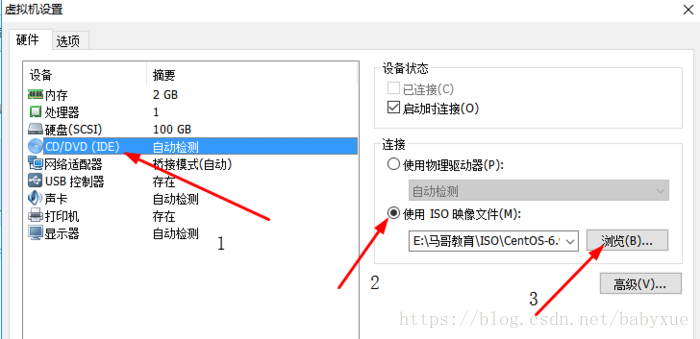 虚拟机设置
硬件 选项
设备 摘要
内存 2 GB
处理器 1
硬盘(SCSI) 100 GB
CD/DVD (IDE) 自动检测
网络适配器 桥接模式(自动)
USB 控制器 存在
声卡 自动检测
打印机 存在
显示器 自动检测
1
设备状态
已连接(C)
启动时连接(O)
连接
使用物理驱动器(P):
自动检测
使用 ISO 映像文件(M):
E:\马哥教育\ISO\CentOS-6. 浏览(B)...
2
高级(V)...
3
https://blog.csdn.net/babyxue